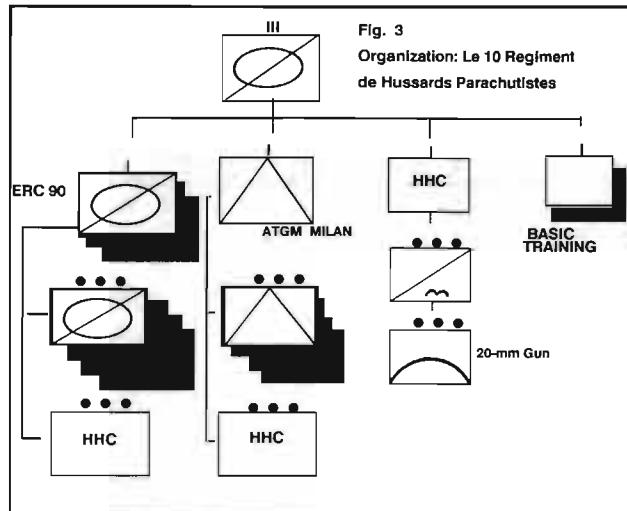 III
Fig. 3
Organization: Le 10 Regiment
de Hussards Parachutistes
ERC 90
HHC
ATGM MILAN
BASIC
TRAINING
20-mm Gun
HHC
HHC